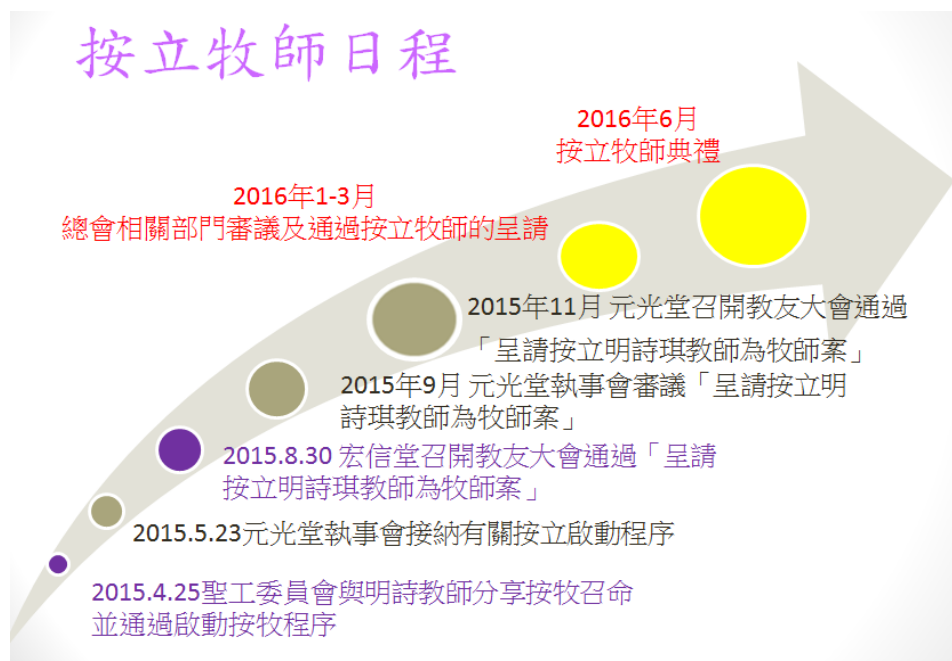 按立牧師日程
2016年6月
按立牧師典禮
2016年1-3月
總會相關部門審議及通過按立牧師的呈請
2015年11月 元光堂召開教友大會通過
「呈請按立明詩琪教師為牧師案」
2015年9月 元光堂執事會審議「呈請按立明
詩琪教師為牧師案」
2015.8.30 宏信堂召開教友大會通過「呈請
按立明詩琪教師為牧師案」
2015.5.23元光堂執事會接納有關按立啟動程序
2015.4.25聖工委員會與明詩教師分享按牧召命
並通過啟動按牧程序